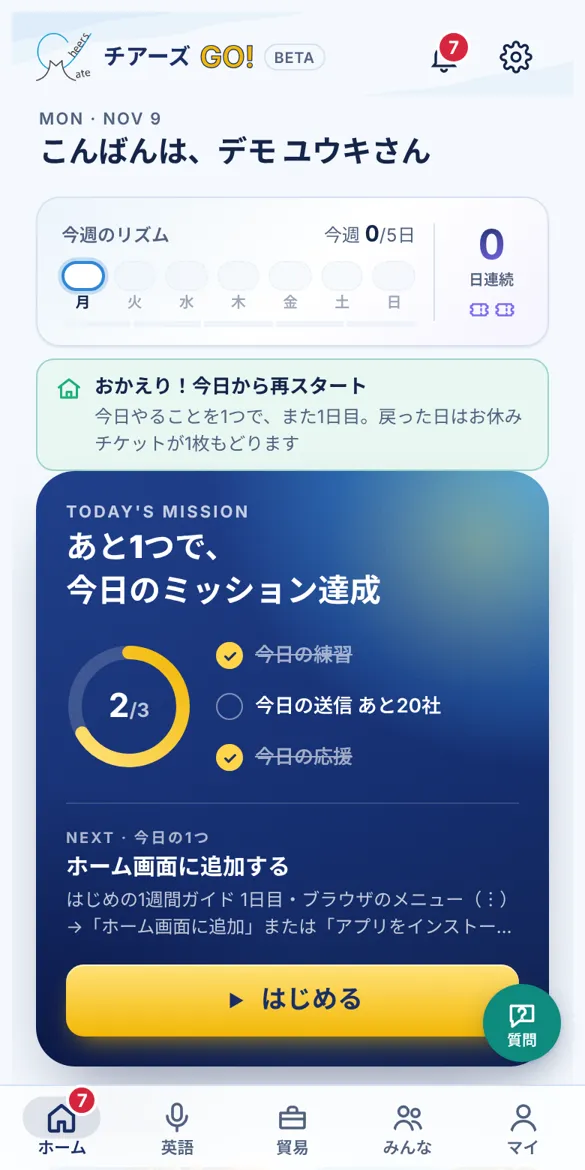 Cheers
Mate
チアーズ GO! BETA
7
MON · NOV 9
こんばんは、デモ ユウキさん
今週のリズム
今週 0/5日
月 火 水 木 金 土 日
0
日連続
おかえり！今日から再スタート
今日やることを1つで、また1日目。戻った日はお休み
チケットが1枚もどります
TODAY'S MISSION
あと1つで、
今日のミッション達成
2/3
今日の練習
今日の送信 あと20社
今日の応援
NEXT · 今日の1つ
ホーム画面に追加する
はじめの1週間ガイド 1日目・ブラウザのメニュー（⋮）
→「ホーム画面に追加」または「アプリをインストー...
はじめる
質問
7
ホーム 英語 貿易 みんな マイ